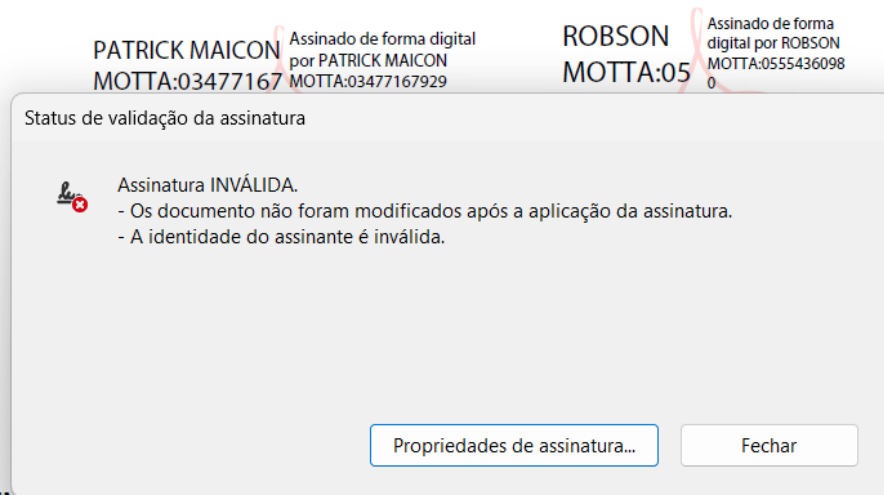 PATRICK MAICON
MOTTA:03477167
Assinado de forma digital
por PATRICK MAICON
MOTTA:03477167929
ROBSON
MOTTA:05
Assinado de forma
digital por ROBSON
MOTTA:0555436098
0
Status de validação da assinatura
Assinatura INVÁLIDA.
- Os documento não foram modificados após a aplicação da assinatura.
- A identidade do assinante é inválida.
Propriedades de assinatura...
Fechar